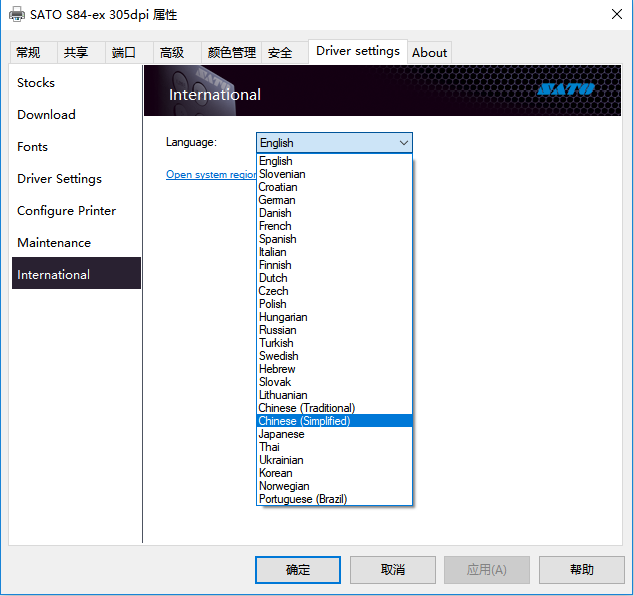 SATO S84-ex 305dpi 属性
常规 共享 端口 高级 颜色管理 安全 Driver settings About
Stocks
Download
Fonts
Driver Settings
Configure Printer
Maintenance
International
International
SATO
Language:
English
Open system region
English
Slovenian
Croatian
German
Danish
French
Spanish
Italian
Finnish
Dutch
Czech
Polish
Hungarian
Russian
Turkish
Swedish
Hebrew
Slovak
Lithuanian
Chinese (Traditional)
Chinese (Simplified)
Japanese
Thai
Ukrainian
Korean
Norwegian
Portuguese (Brazil)
确定 取消 应用(A) 帮助